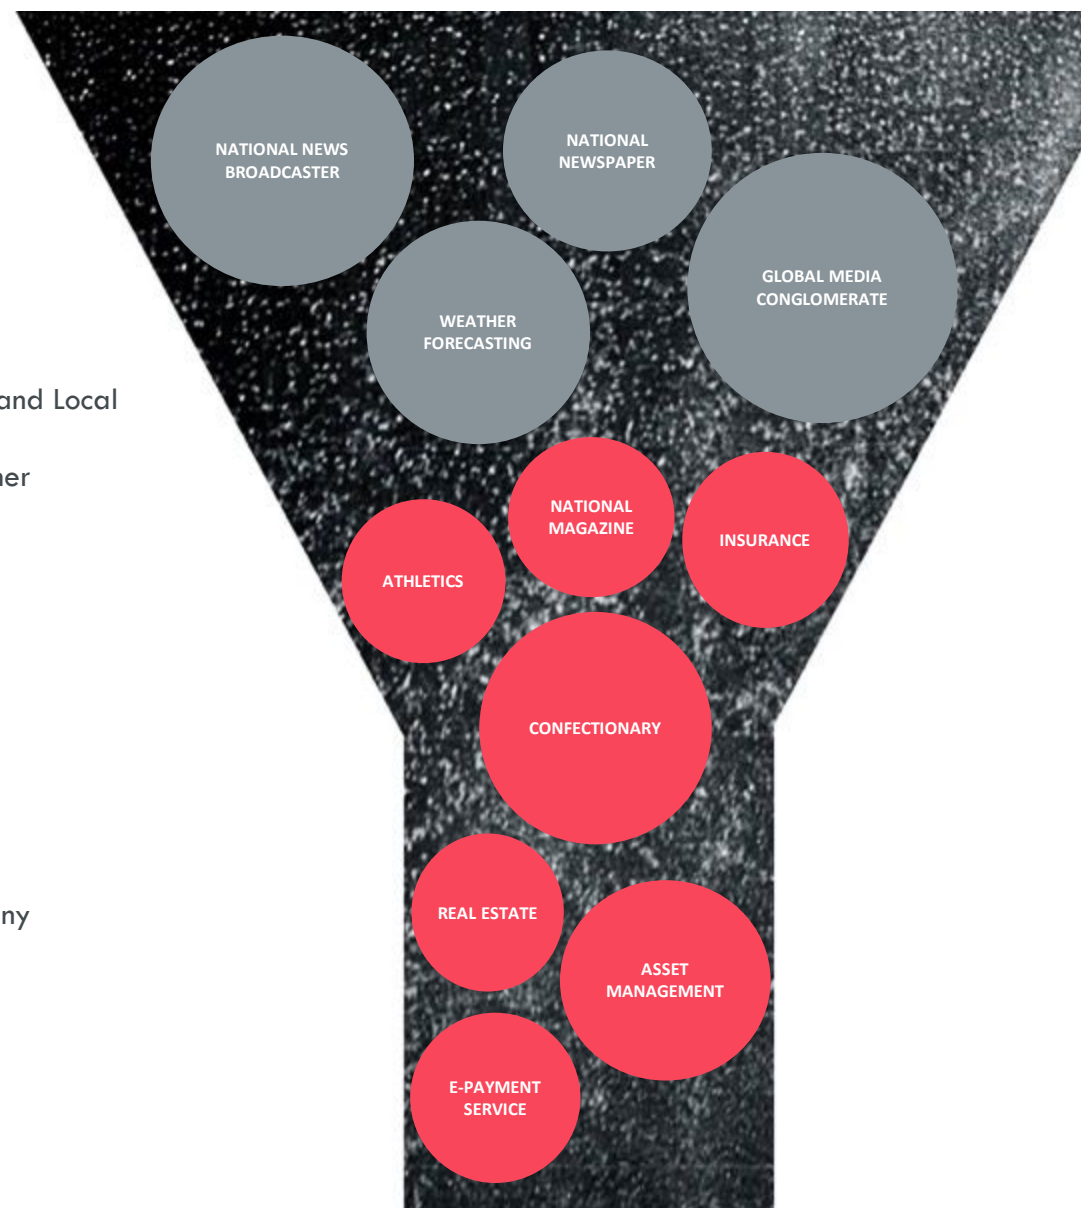 NATIONAL NEWS
BROADCASTER
NATIONAL
NEWSPAPER
GLOBAL MEDIA
CONGLOMERATE
WEATHER
FORECASTING
and Local
ner
NATIONAL
MAGAZINE
INSURANCE
ATHLETICS
CONFECTIONARY
ny
REAL ESTATE
ASSET
MANAGEMENT
E-PAYMENT
SERVICE